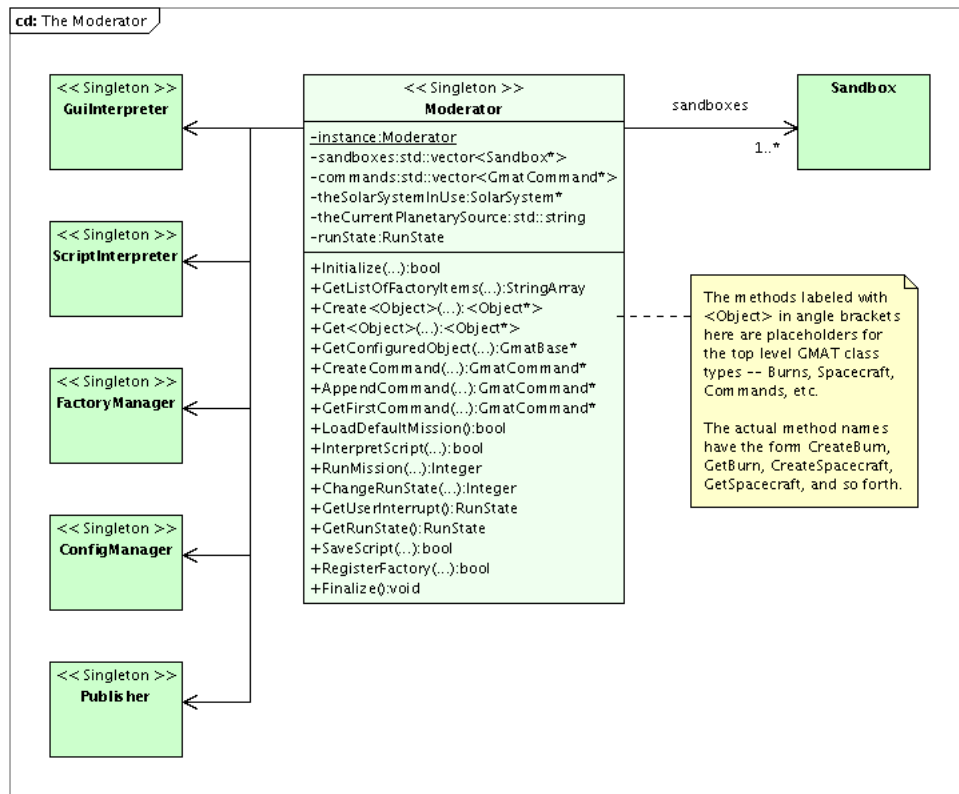 cd: The Moderator
<< Singleton >>
GuiInterpreter
<< Singleton >>
ScriptInterpreter
<< Singleton >>
FactoryManager
<< Singleton >>
ConfigManager
<< Singleton >>
Publisher
<< Singleton >>
Moderator
-instance:Moderator
-sandboxes:std::vector<Sandbox*>
-commands:std::vector<GmatCommand*>
-theSolarSystemInUse:SolarSystem*
-theCurrentPlanetarySource:std::string
-runState:RunState
+Initialize(...):bool
+GetListOfFactoryItems(...):StringArray
+Create<Object>(...):<Object*>
+Get<Object>(...):<Object*>
+GetConfiguredObject(...):GmatBase*
+CreateCommand(...):GmatCommand*
+AppendCommand(...):GmatCommand*
+GetFirstCommand(...):GmatCommand*
+LoadDefaultMission():bool
+InterpretScript(...):bool
+RunMission(...):Integer
+ChangeRunState(...):Integer
+GetUserInterrupt():RunState
+GetRunState():RunState
+SaveScript(...):bool
+RegisterFactory(...):bool
+Finalize():void
sandboxes
1..*
Sandbox
The methods labeled with
<Object> in angle brackets
here are placeholders for
the top level GMAT class
types -- Burns, Spacecraft,
Commands, etc.
The actual method names
have the form CreateBurn,
GetBurn, CreateSpacecraft,
GetSpacecraft, and so forth.